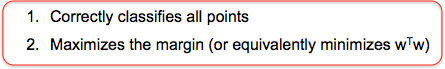 1. Correctly classifies all points
2. Maximizes the margin (or equivalently minimizes wᵀw)